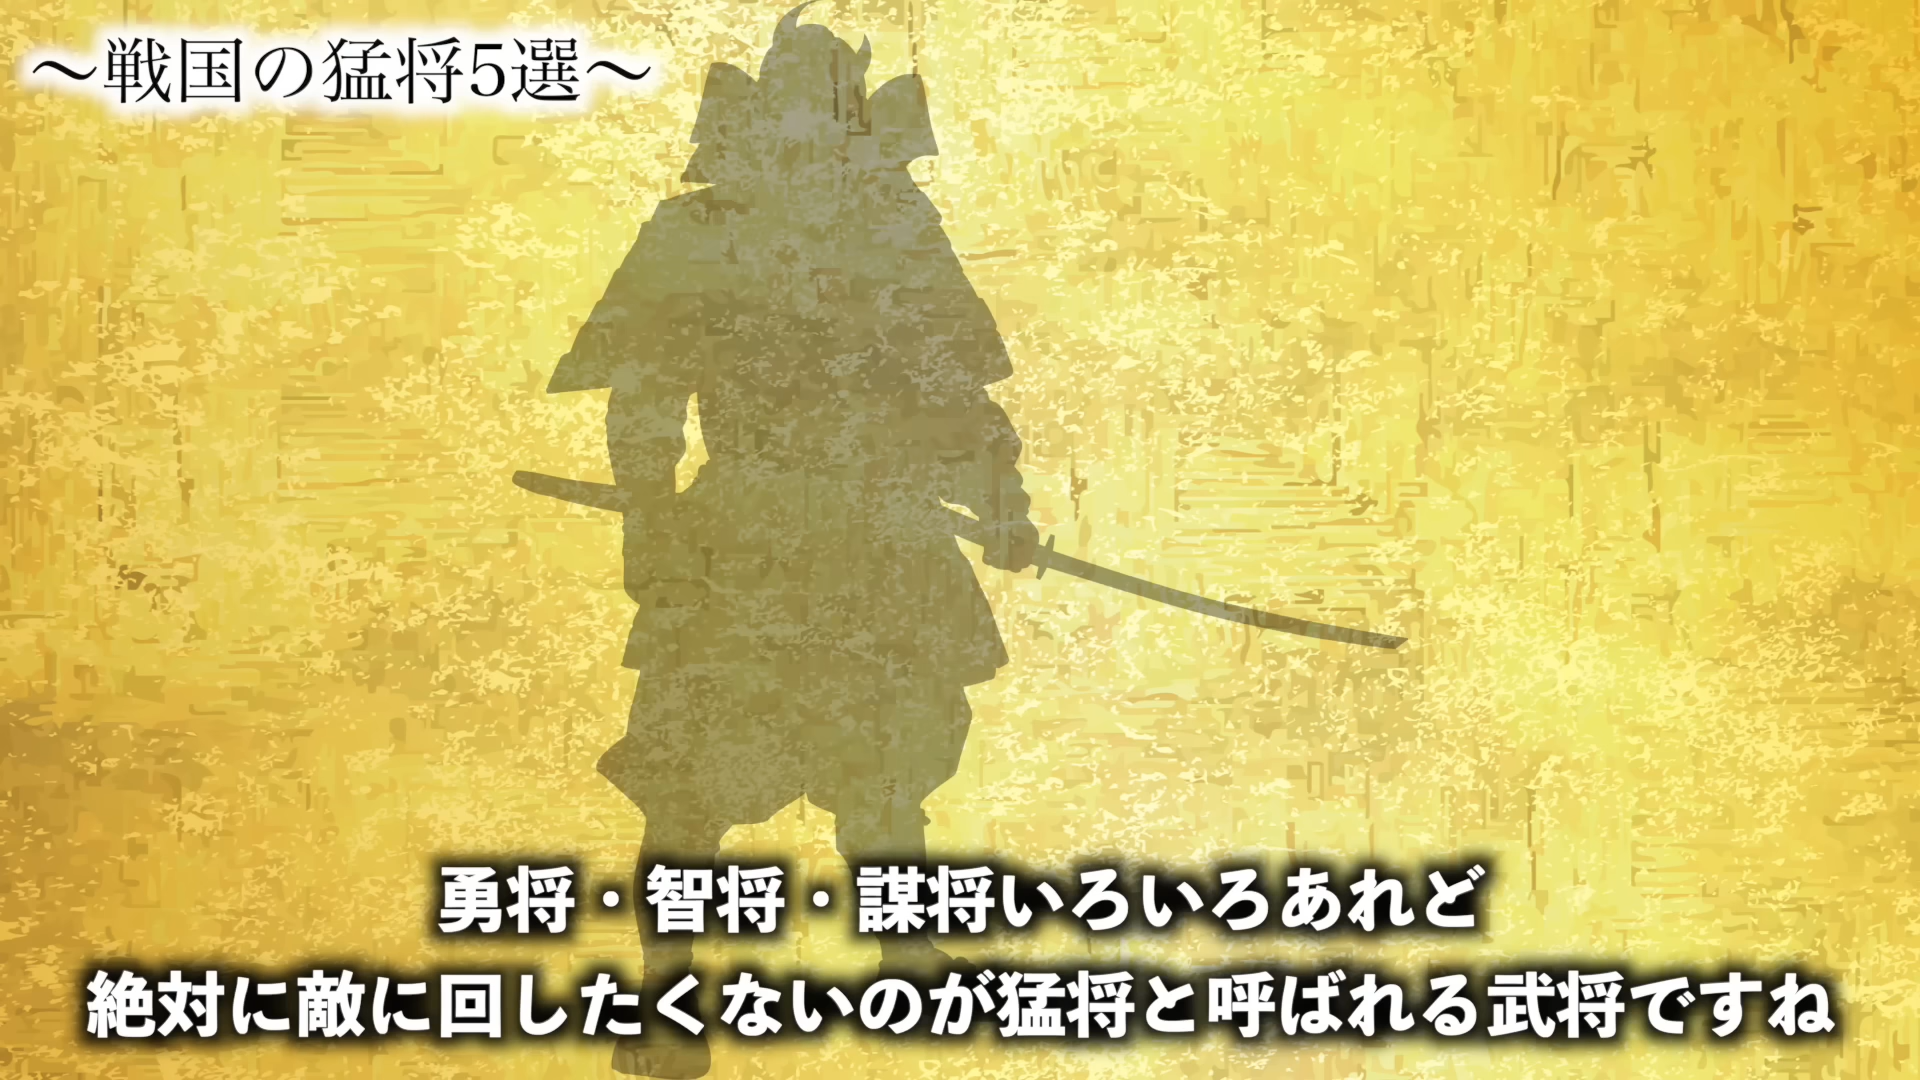 ～戦国の猛将5選～
勇将・智将・謀将いろいろあれど
絶対に敵に回したくないのが猛将と呼ばれる武将ですね